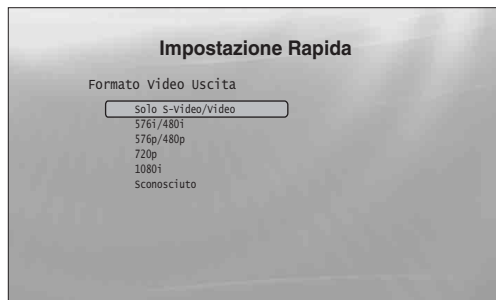 Impostazione Rapida
Formato Video Uscita
Solo S-Video/Video
576i/480i
576p/480p
720p
1080i
Sconosciuto